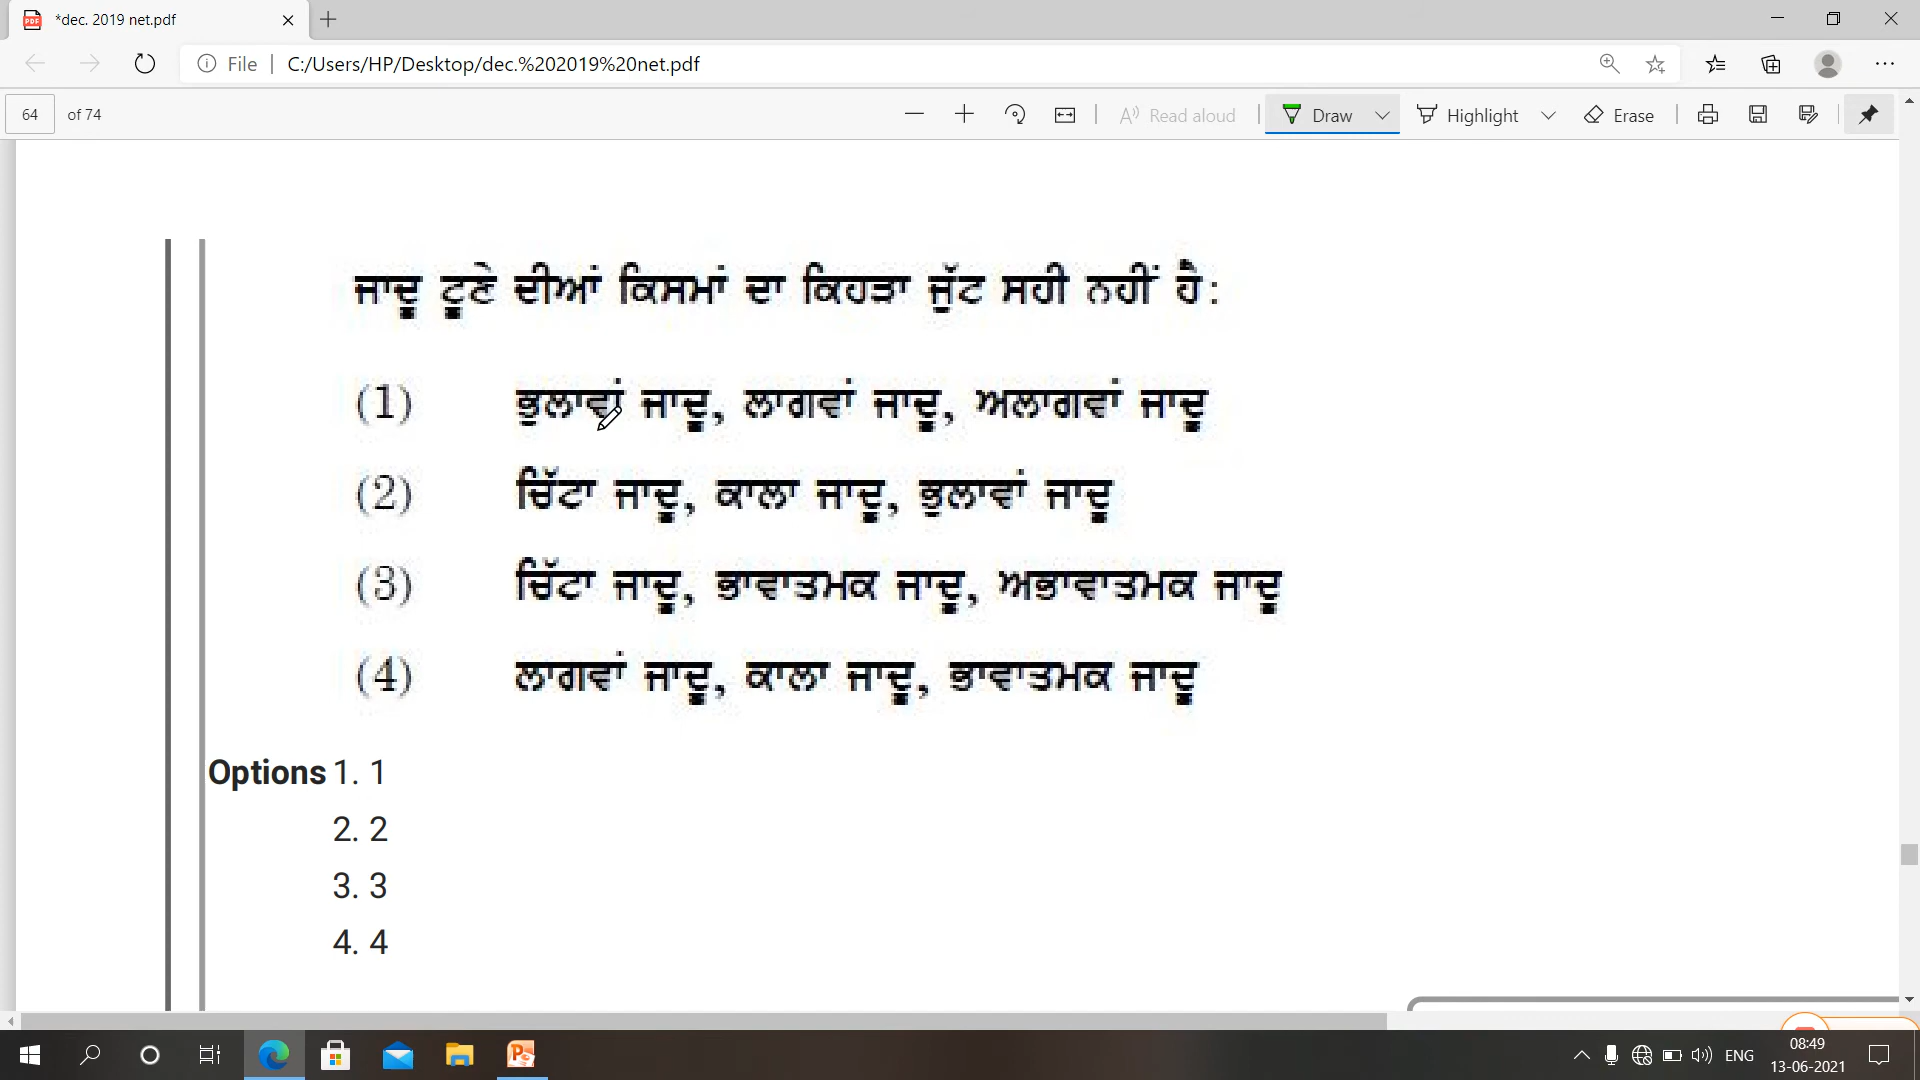 *dec. 2019 net.pdf
File | C:/Users/HP/Desktop/dec.%202019%20net.pdf
64 of 74 Read aloud Draw Highlight Erase
ਜਾਦੂ ਟੂਣੇ ਦੀਆਂ ਕਿਸਮਾਂ ਦਾ ਕਿਹੜਾ ਜੁੱਟ ਸਹੀ ਨਹੀਂ ਹੈ :
(1) ਭੁਲਾਵਾਂ ਜਾਦੂ, ਲਾਗਵਾਂ ਜਾਦੂ, ਅਲਾਗਵਾਂ ਜਾਦੂ
(2) ਚਿੱਟਾ ਜਾਦੂ, ਕਾਲਾ ਜਾਦੂ, ਭੁਲਾਵਾਂ ਜਾਦੂ
(3) ਚਿੱਟਾ ਜਾਦੂ, ਭਾਵਾਤਮਕ ਜਾਦੂ, ਅਭਾਵਾਤਮਕ ਜਾਦੂ
(4) ਲਾਗਵਾਂ ਜਾਦੂ, ਕਾਲਾ ਜਾਦੂ, ਭਾਵਾਤਮਕ ਜਾਦੂ
Options 1. 1
2. 2
3. 3
4. 4
ENG
08:49
13-06-2021